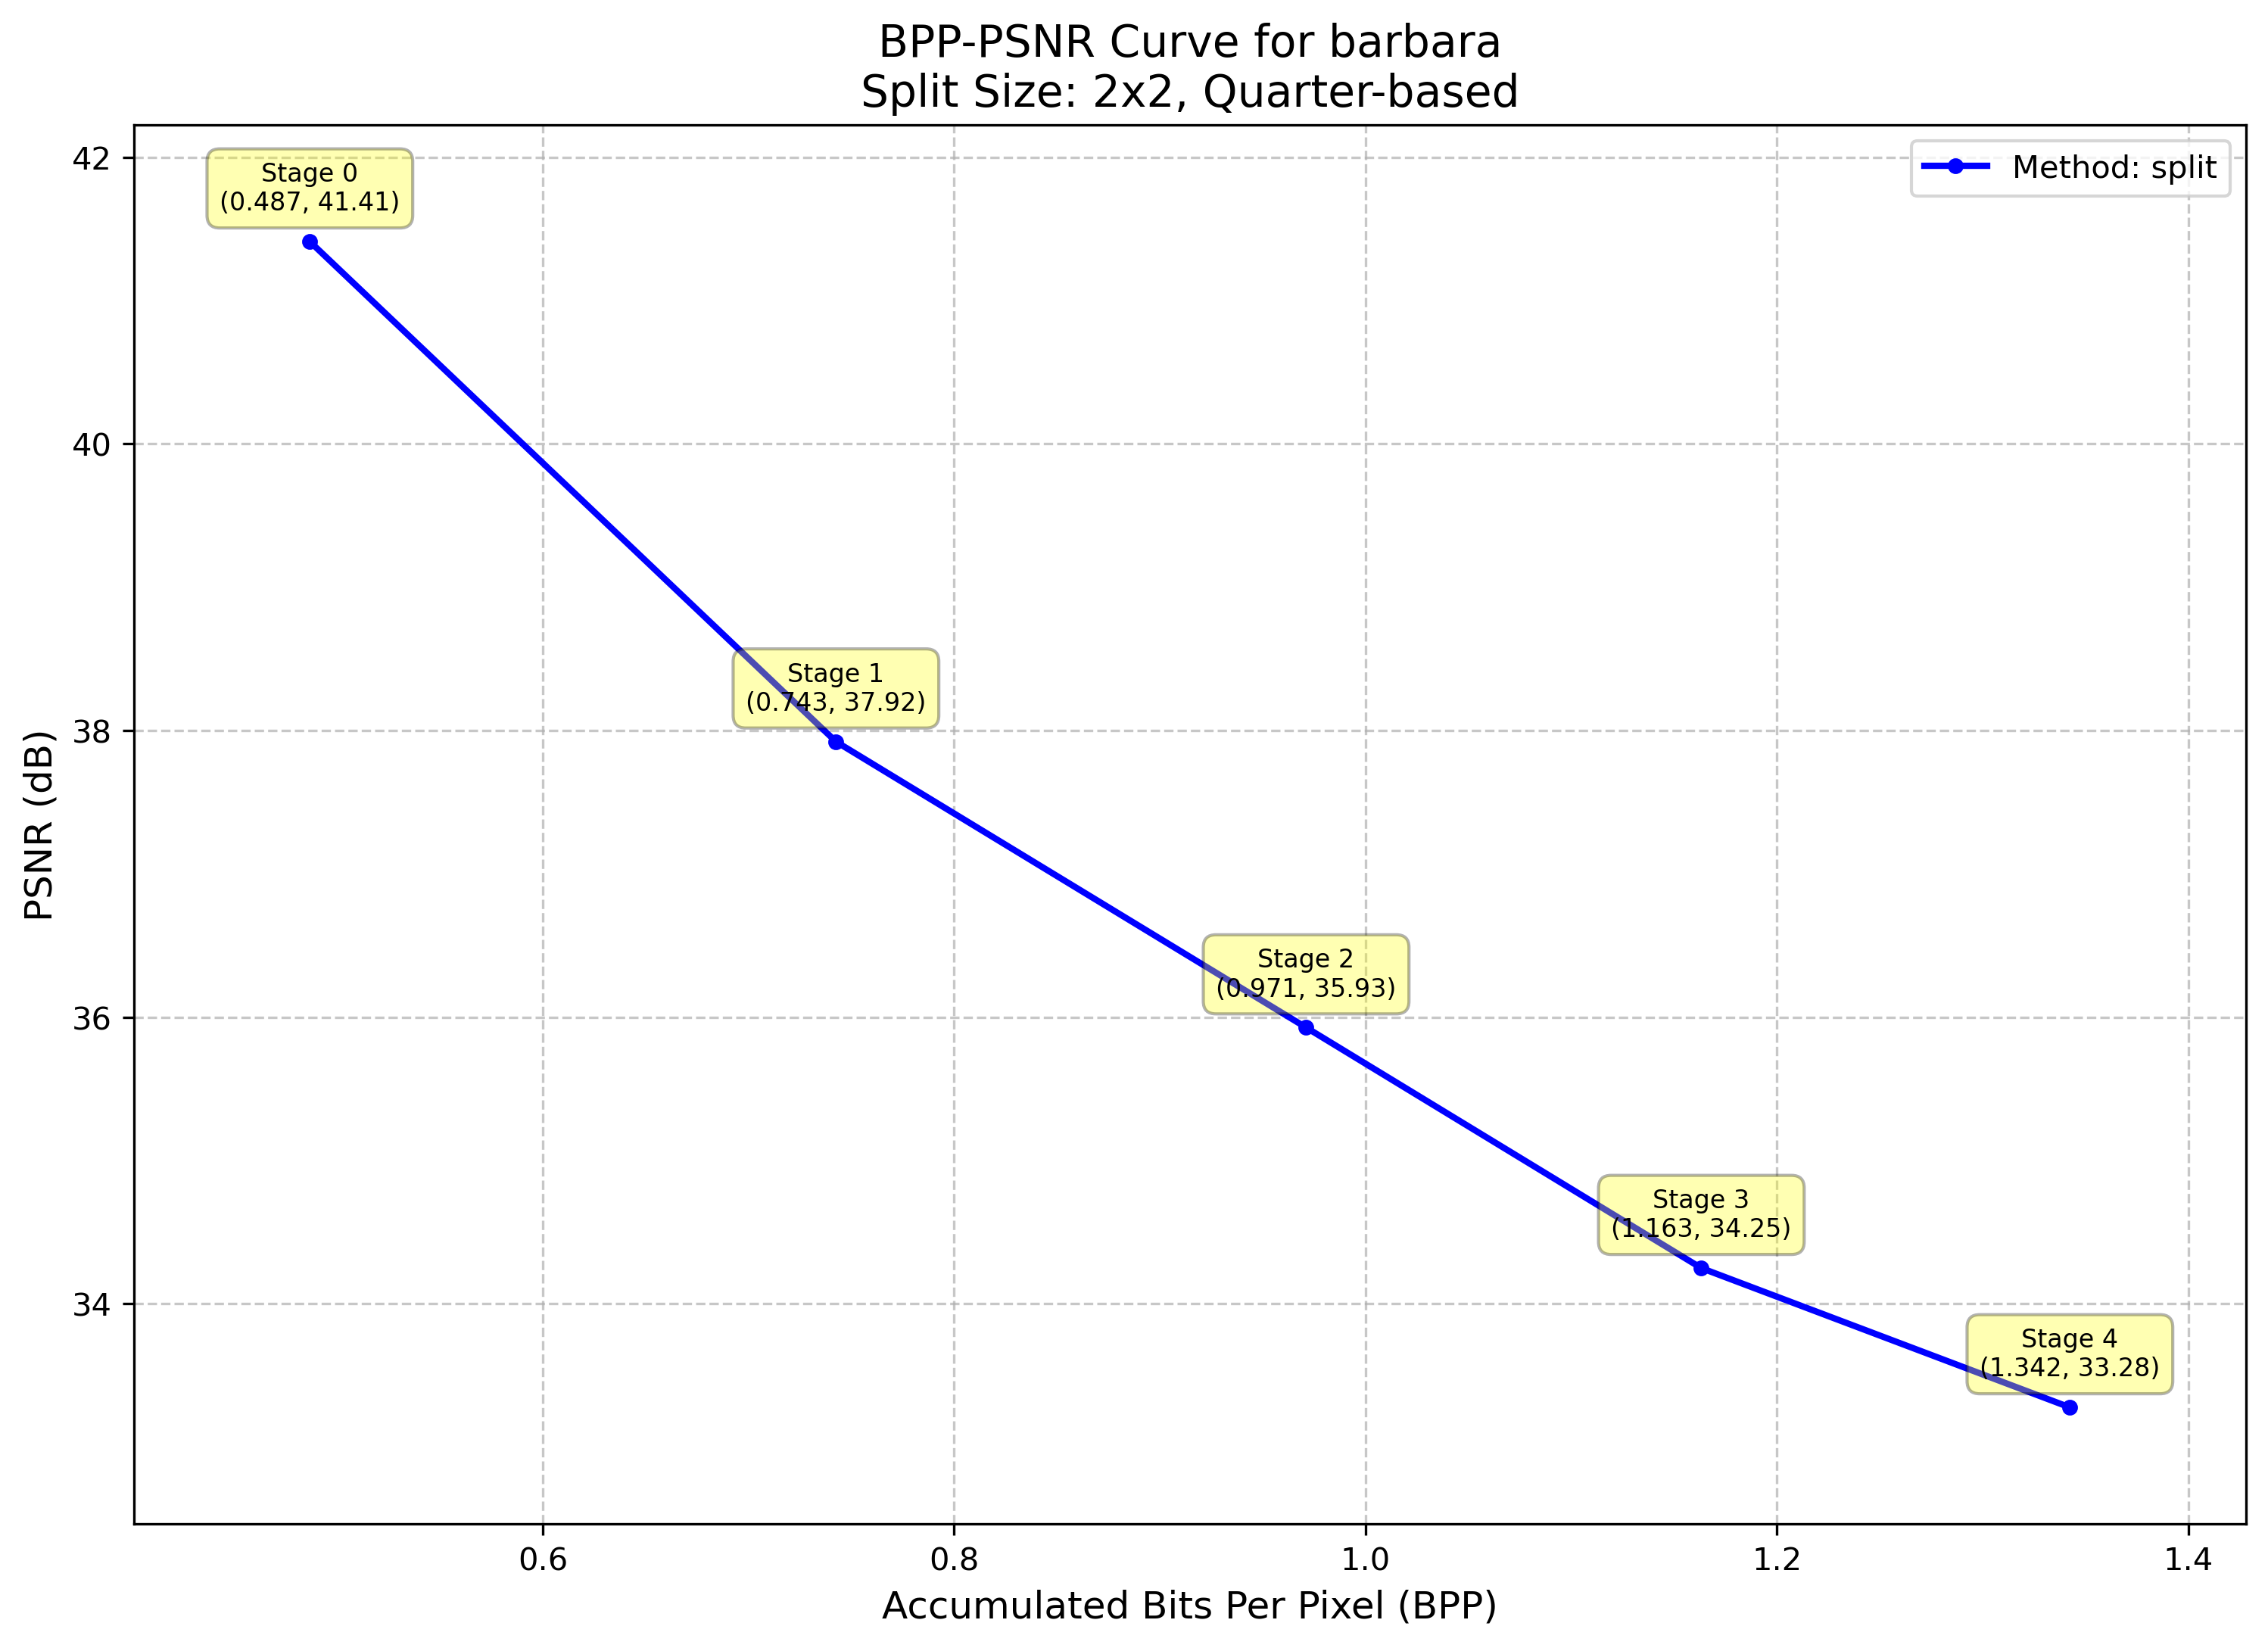 BPP-PSNR Curve for barbara
Split Size: 2x2, Quarter-based
Method: split
Stage 0
(0.487, 41.41)
Stage 1
(0.743, 37.92)
Stage 2
(0.971, 35.93)
Stage 3
(1.163, 34.25)
Stage 4
(1.342, 33.28)
PSNR (dB)
42
40
38
36
34
0.6
0.8
1.0
1.2
1.4
Accumulated Bits Per Pixel (BPP)